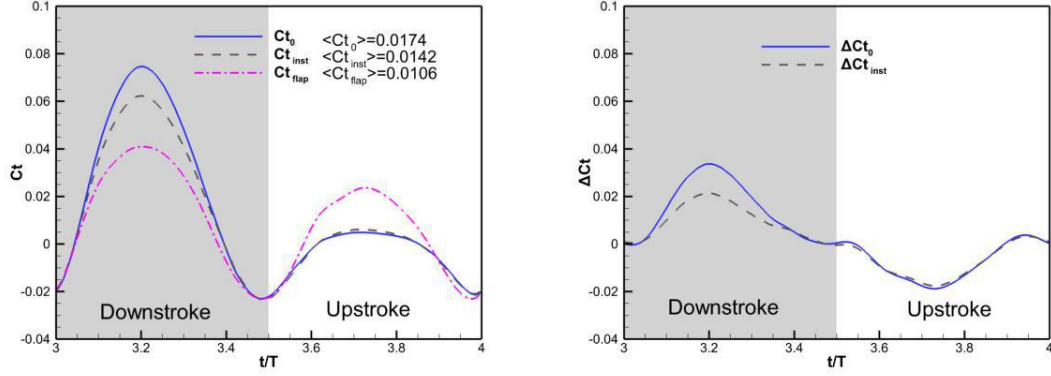 0.1
0.08
0.06
0.04
0.02
0
-0.02
-0.04
Ct
Ct0 <Ct0>=0.0174
Ctinst <Ctinst>=0.0142
Ctflap <Ctflap>=0.0106
Downstroke Upstroke
3 3.2 3.4 3.6 3.8 4
t/T
0.1
0.08
0.06
0.04
0.02
0
-0.02
-0.04
ΔCt
ΔCt0
ΔCtinst
Downstroke Upstroke
3 3.2 3.4 3.6 3.8 4
t/T